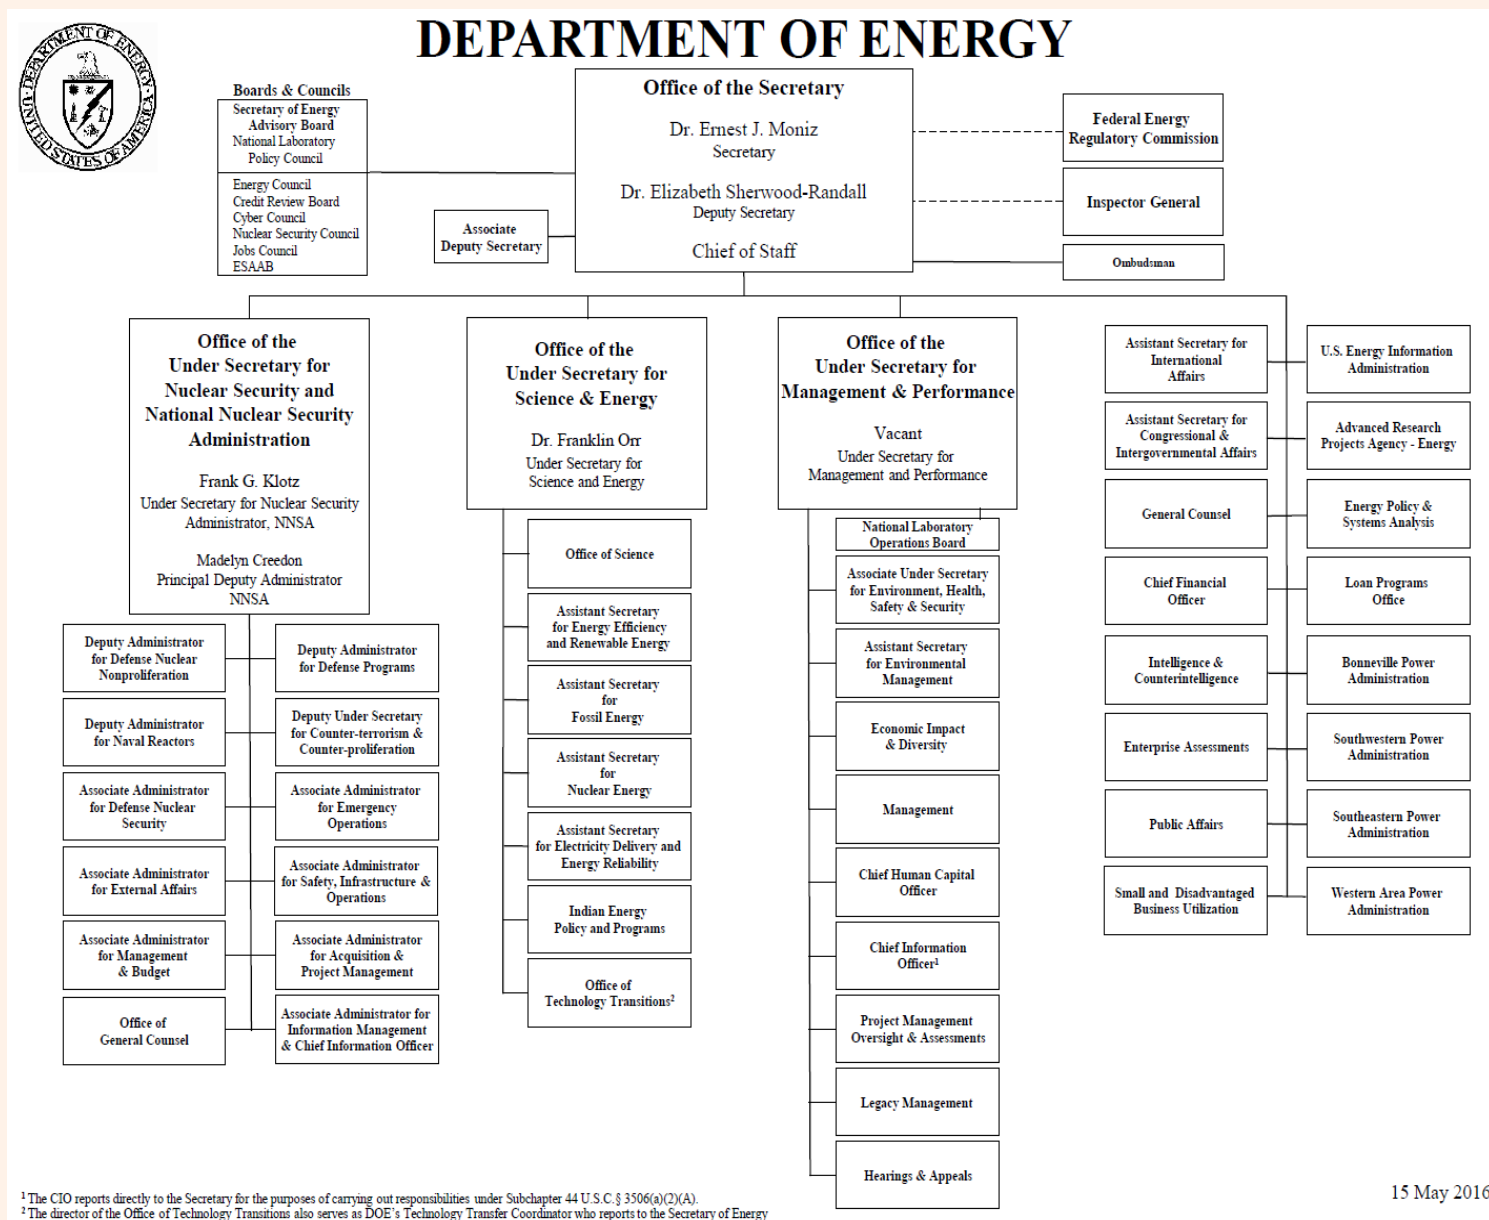 DEPARTMENT OF ENERGY
DEPARTMENT OF ENERGY
UNITED STATES OF AMERICA
Boards & Councils
Secretary of Energy
Advisory Board
National Laboratory
Policy Council
Energy Council
Credit Review Board
Cyber Council
Nuclear Security Council
Jobs Council
ESAAB
Associate
Deputy Secretary
Office of the Secretary
Dr. Ernest J. Moniz
Secretary
Dr. Elizabeth Sherwood-Randall
Deputy Secretary
Chief of Staff
Federal Energy
Regulatory Commission
Inspector General
Ombudsman
Office of the
Under Secretary for
Nuclear Security and
National Nuclear Security
Administration
Frank G. Klotz
Under Secretary for Nuclear Security
Administrator, NNSA
Madelyn Creedon
Principal Deputy Administrator
NNSA
Deputy Administrator
for Defense Nuclear
Nonproliferation
Deputy Administrator
for Defense Programs
Deputy Administrator
for Naval Reactors
Deputy Under Secretary
for Counter-terrorism &
Counter-proliferation
Associate Administrator
for Defense Nuclear
Security
Associate Administrator
for Emergency
Operations
Associate Administrator
for External Affairs
Associate Administrator
for Safety, Infrastructure &
Operations
Associate Administrator
for Management
& Budget
Associate Administrator
for Acquisition &
Project Management
Office of
General Counsel
Associate Administrator for
Information Management
& Chief Information Officer
Office of the
Under Secretary for
Science & Energy
Dr. Franklin Orr
Under Secretary for
Science and Energy
Office of Science
Assistant Secretary
for Energy Efficiency
and Renewable Energy
Assistant Secretary
for
Fossil Energy
Assistant Secretary
for
Nuclear Energy
Assistant Secretary
for Electricity Delivery and
Energy Reliability
Indian Energy
Policy and Programs
Office of
Technology Transitions²
Office of the
Under Secretary for
Management & Performance
Vacant
Under Secretary for
Management and Performance
National Laboratory
Operations Board
Associate Under Secretary
for Environment, Health,
Safety & Security
Assistant Secretary
for Environmental
Management
Economic Impact
& Diversity
Management
Chief Human Capital
Officer
Chief Information
Officer¹
Project Management
Oversight & Assessments
Legacy Management
Hearings & Appeals
Assistant Secretary for
International
Affairs
U.S. Energy Information
Administration
Assistant Secretary for
Congressional &
Intergovernmental Affairs
Advanced Research
Projects Agency - Energy
General Counsel
Energy Policy &
Systems Analysis
Chief Financial
Officer
Loan Programs
Office
Intelligence &
Counterintelligence
Bonneville Power
Administration
Enterprise Assessments
Southwestern Power
Administration
Public Affairs
Southeastern Power
Administration
Small and Disadvantaged
Business Utilization
Western Area Power
Administration
¹ The CIO reports directly to the Secretary for the purposes of carrying out responsibilities under Subchapter 44 U.S.C.§ 3506(a)(2)(A).
² The director of the Office of Technology Transitions also serves as DOE's Technology Transfer Coordinator who reports to the Secretary of Energy
15 May 2016